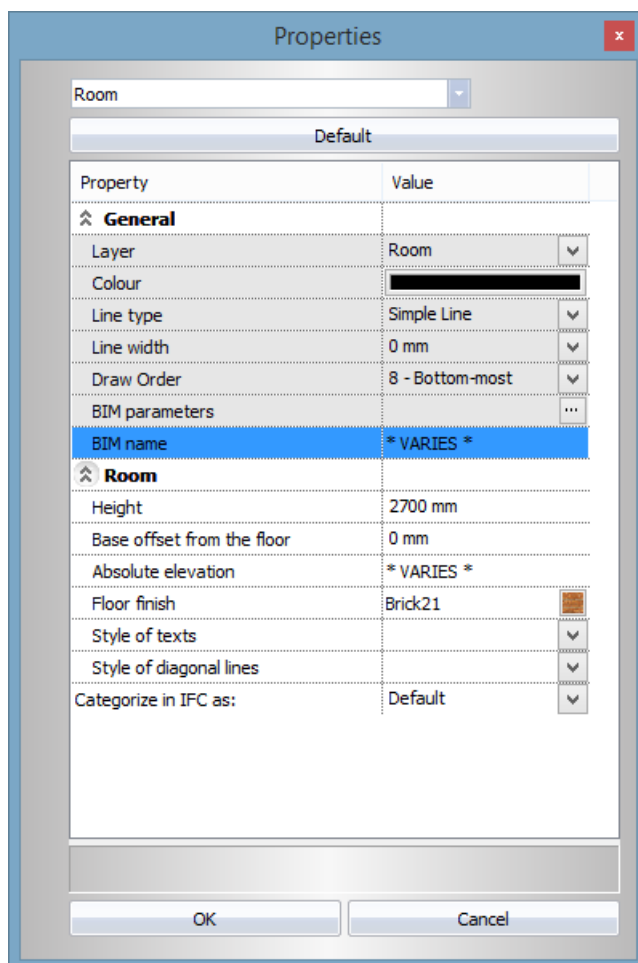 Properties
x
Room
Default
Property Value
General
Layer Room
Colour
Line type Simple Line
Line width 0 mm
Draw Order 8 - Bottom-most
BIM parameters ...
BIM name * VARIES *
Room
Height 2700 mm
Base offset from the floor 0 mm
Absolute elevation * VARIES *
Floor finish Brick21
Style of texts
Style of diagonal lines
Categorize in IFC as: Default
OK Cancel